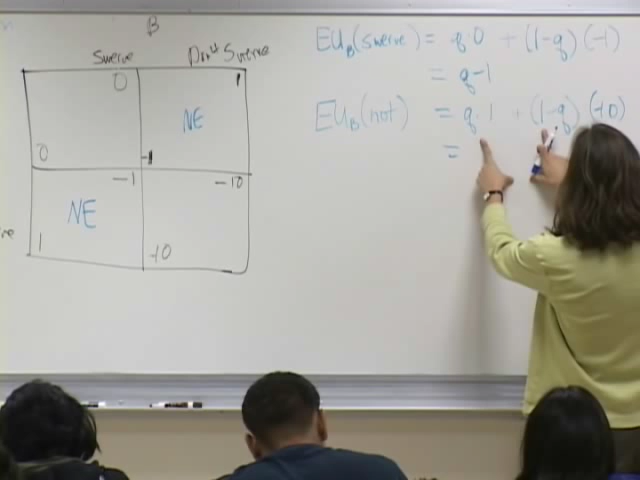 B
Swerve Don't Swerve
0 1
NE
0 -1
-1 -10
NE
1 -10
EU_B(swerve) = q·0 + (1-q)(-1)
= q-1
EU_B(not) = q·1 + (1-q)(-10)
=